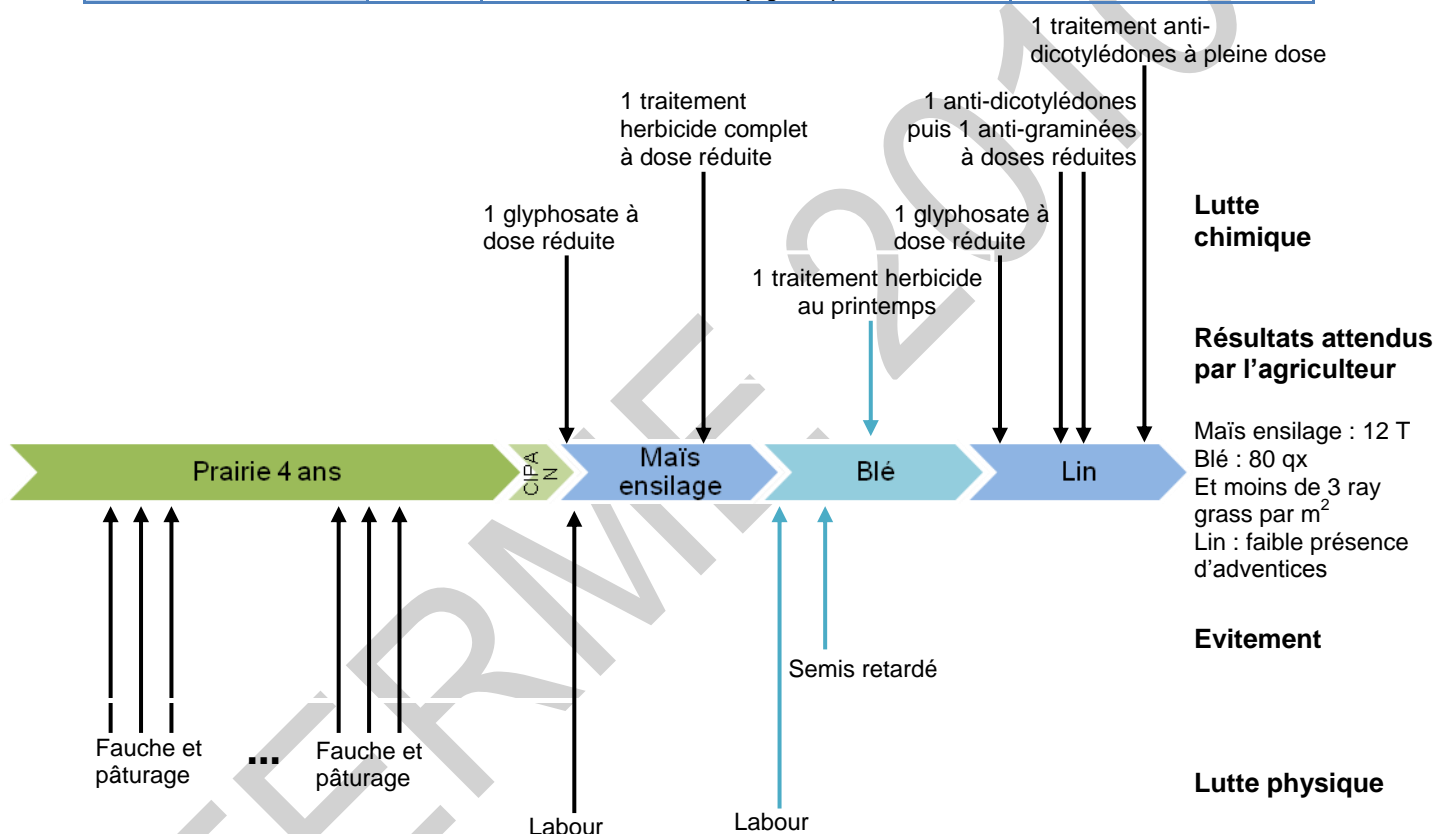 1 traitement anti-
dicotylédones à pleine dose
1 traitement
herbicide complet
à dose réduite
1 anti-dicotylédones
puis 1 anti-graminées
à doses réduites
1 glyphosate à
dose réduite
1 glyphosate à
dose réduite
Lutte
chimique
1 traitement herbicide
au printemps
Résultats attendus
par l'agriculteur
Prairie 4 ans
CIPA
N
Maïs
ensilage
Blé
Lin
Maïs ensilage : 12 T
Blé : 80 qx
Et moins de 3 ray
grass par m2
Lin : faible présence
d'adventices
Evitement
Semis retardé
Fauche et
pâturage
...
Fauche et
pâturage
Lutte physique
Labour
Labour
TERME 2010